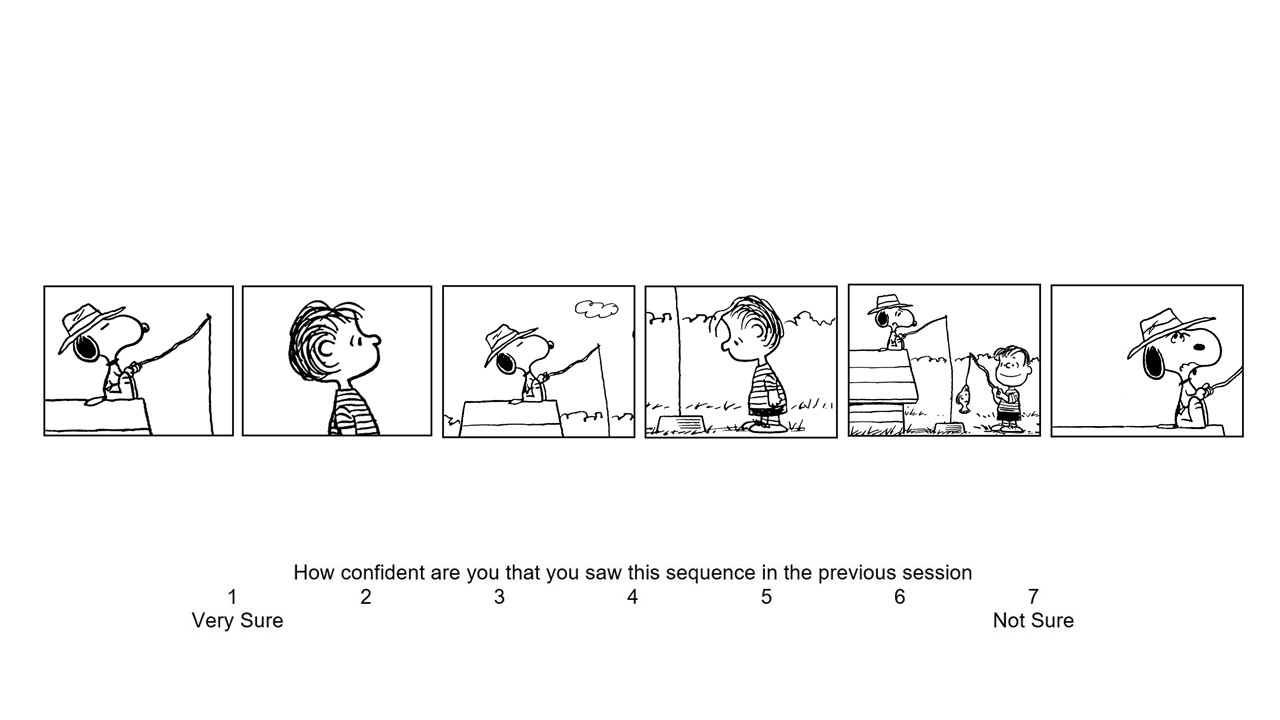 How confident are you that you saw this sequence in the previous session
1 2 3 4 5 6 7
Very Sure Not Sure